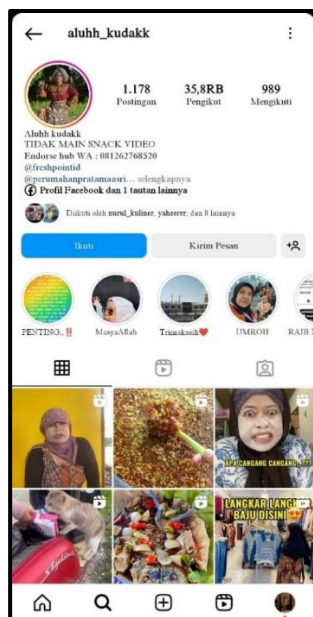 aluhh_kudakk
1.178 35,8RB 989
Postingan Pengikut Mengikuti
Aluhh kudakk
TIDAK MAIN SNACK VIDEO
Endorse hub WA : 081262768520
@freshpointid
@perumahanpratamaasri... selengkapnya
Profil Facebook dan 1 tautan lainnya
Diikuti oleh nurul_kuliner, yaherrrr, dan 8 lainnya
Ikuti Kirim Pesan
PENTING..!! MasyaAllah Trimakasih❤️ UMROH RAIB
APA CANGANG CANGANG..???
LANGKAR LANGKAR
BAJU DISINI